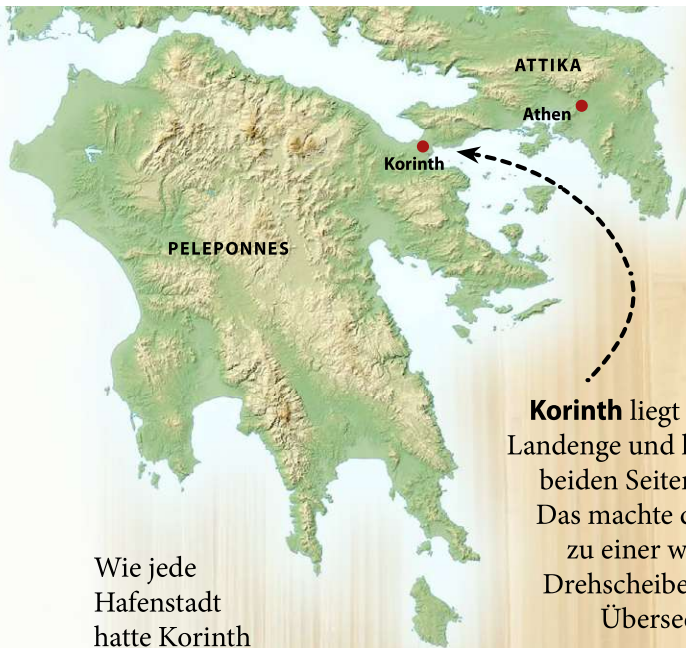 ATTIKA
Athen
Korinth
PELEPONNES
Korinth liegt
Landenge und
beiden Seiten
Das machte
zu einer
Drehscheibe
Wie jede
Hafenstadt
hatte Korinth